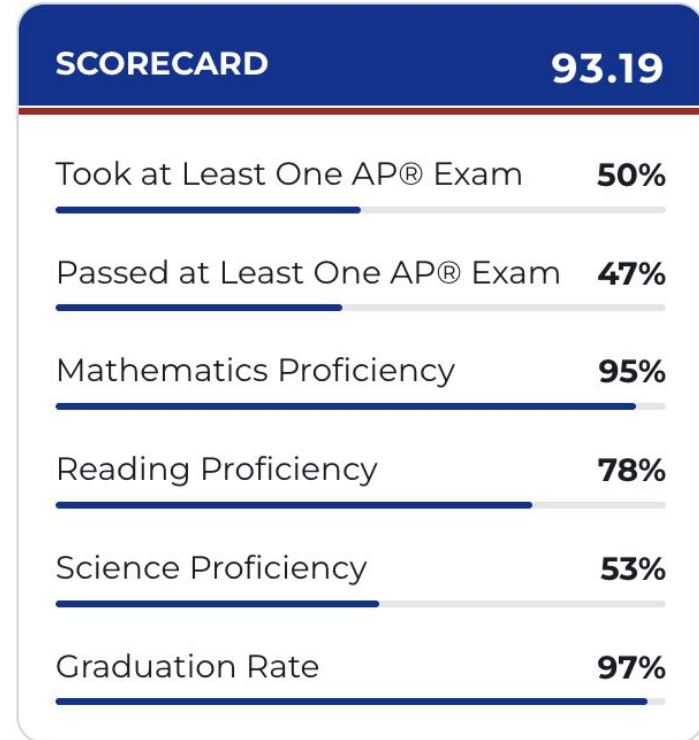 SCORECARD 93.19
Took at Least One AP® Exam 50%
Passed at Least One AP® Exam 47%
Mathematics Proficiency 95%
Reading Proficiency 78%
Science Proficiency 53%
Graduation Rate 97%